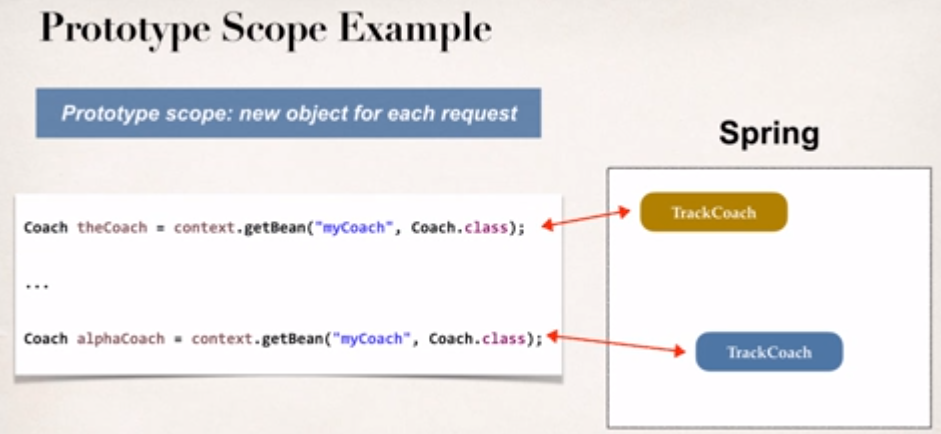 Prototype Scope Example
Prototype scope: new object for each request
Spring
Coach theCoach = context.getBean("myCoach", Coach.class);
TrackCoach
...
Coach alphaCoach = context.getBean("myCoach", Coach.class);
TrackCoach